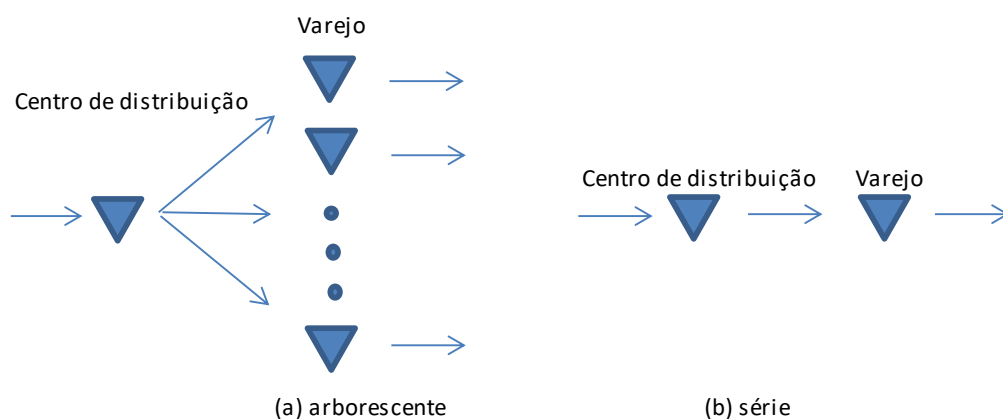 Varejo
Centro de distribuição
Centro de distribuição
Varejo
(a) arborescente
(b) série